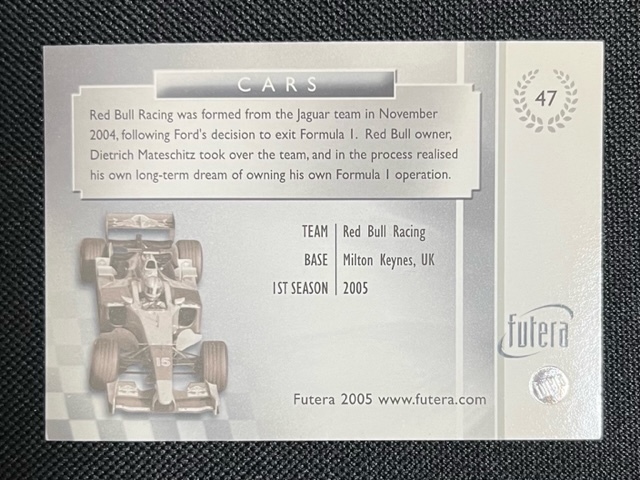 CARS
47
Red Bull Racing was formed from the Jaguar team in November
2004, following Ford's decision to exit Formula 1. Red Bull owner,
Dietrich Mateschitz took over the team, and in the process realised
his own long-term dream of owning his own Formula 1 operation.
TEAM Red Bull Racing
BASE Milton Keynes, UK
1ST SEASON 2005
futera
15
Futera 2005 www.futera.com